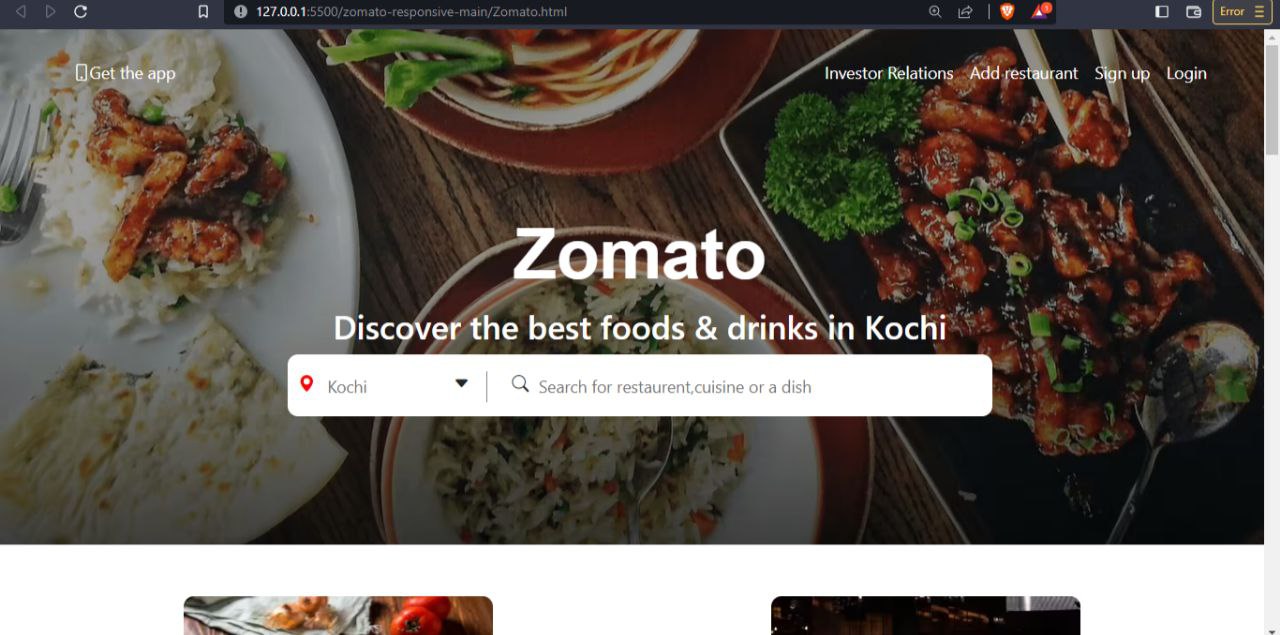 127.0.0.1:5500/zomato-responsive-main/Zomato.html
1
Error
Get the app
Investor Relations Add restaurant Sign up Login
Zomato
Discover the best foods & drinks in Kochi
Kochi
Search for restaurent,cuisine or a dish